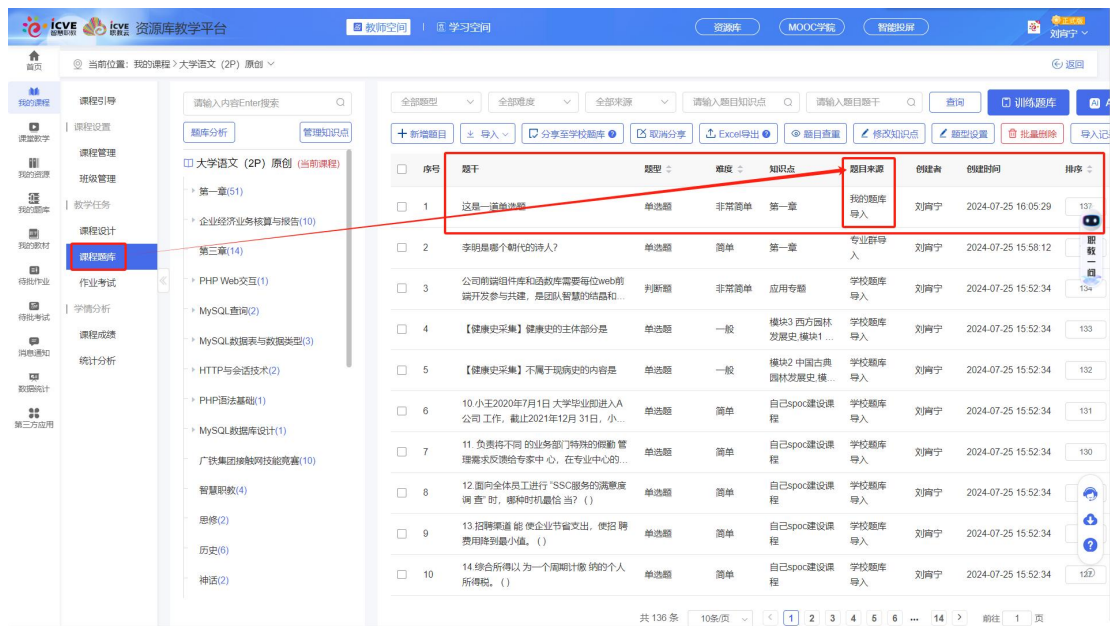 icve 智慧职教 icve 职教云 资源库教学平台
教师空间
学习空间
资源库
MOOC学院
智能投屏
正式版
刘宵宁
首页
当前位置：我的课程>大学语文（2P）原创
返回
我的课程
课堂教学
我的资源
我的题库
我的教材
待批作业
待批考试
消息通知
数据统计
第三方应用
课程引导
课程设置
课程管理
班级管理
教学任务
课程设计
课程题库
作业考试
学情分析
课程成绩
统计分析
请输入内容Enter搜索
题库分析 管理知识点
大学语文（2P）原创 (当前课程)
第一章(51)
企业经济业务核算与报告(10)
第三章(14)
PHP Web交互(1)
MySQL查询(2)
MySQL数据表与数据类型(3)
HTTP与会话技术(2)
PHP语法基础(1)
MySQL数据库设计(1)
广铁集团接触网技能竞赛(10)
智慧职教(4)
思修(2)
历史(6)
神话(2)
全部题型 全部难度 全部来源 请输入题目知识点 请输入题目题干 查询 训练题库 A
新增题目 导入 分享至学校题库 取消分享 Excel导出 题目查重 修改知识点 题型设置 批量删除 导入记
序号 题干 题型 难度 知识点 题目来源 创建者 创建时间 排序
1 这是一道单选题 单选题 非常简单 第一章 我的题库导入 刘宵宁 2024-07-25 16:05:29 137
2 李明是哪个朝代的诗人? 单选题 简单 第一章 专业群导入 刘宵宁 2024-07-25 15:58:12
3 公司前端组件库和函数库需要每位web前
端开发参与共建，是团队智慧的结晶和... 判断题 非常简单 应用专题 学校题库导入 刘宵宁 2024-07-25 15:52:34 134
4 【健康史采集】健康史的主体部分是 单选题 一般 模块3 西方园林
发展史,模块1 ... 学校题库导入 刘宵宁 2024-07-25 15:52:34 133
5 【健康史采集】不属于现病史的内容是 单选题 一般 模块2 中国古典
园林发展史,模... 学校题库导入 刘宵宁 2024-07-25 15:52:34 132
6 10.小王2020年7月1日 大学毕业即进入A
公司 工作，截止2021年12月 31日，小... 单选题 简单 自己spoc建设课程 学校题库导入 刘宵宁 2024-07-25 15:52:34 131
7 11. 负责将不同 的业务部门特殊的假勤 管
理需求反馈给专家中 心，在专业中心的... 单选题 简单 自己spoc建设课程 学校题库导入 刘宵宁 2024-07-25 15:52:34 130
8 12.面向全体员工进行 “SSC服务的满意度
调 查” 时，哪种时机最恰 当? ( ) 单选题 简单 自己spoc建设课程 学校题库导入 刘宵宁 2024-07-25 15:52:34
9 13.招聘渠道 能 使企业节省支出，使招 聘
费用降到最小值。( ) 单选题 简单 自己spoc建设课程 学校题库导入 刘宵宁 2024-07-25 15:52:34
10 14.综合所得以 为一个周期计缴 纳的个人
所得税。( ) 单选题 简单 自己spoc建设课程 学校题库导入 刘宵宁 2024-07-25 15:52:34 127
职教一问
共 136 条 10条/页 < 1 2 3 4 5 6 ... 14 > 前往 1 页